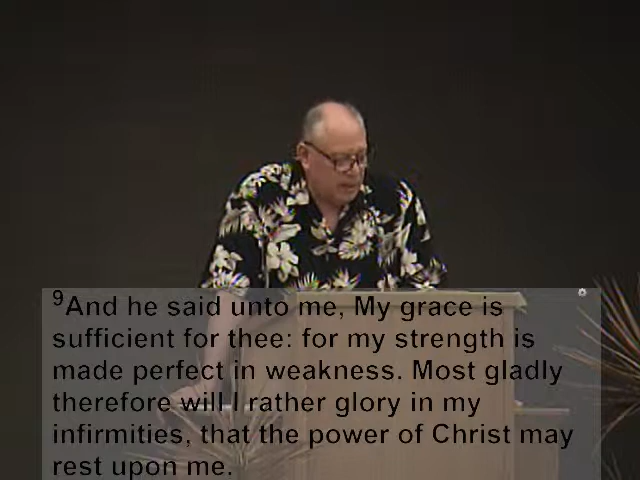 ⁹And he said unto me, My grace is
sufficient for thee: for my strength is
made perfect in weakness. Most gladly
therefore will I rather glory in my
infirmities, that the power of Christ may
rest upon me.